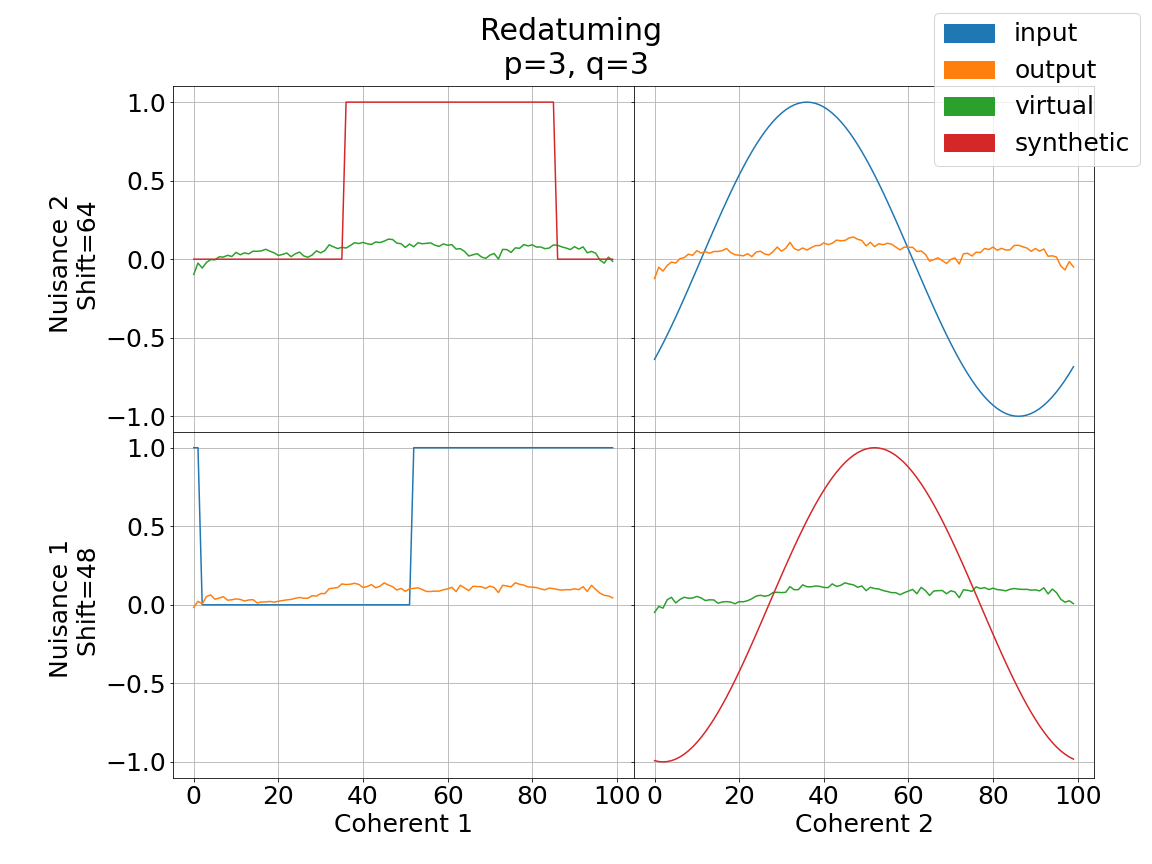 Redatuming
p=3, q=3
input
output
virtual
synthetic
Nuisance 2
Shift=64
1.0
0.5
0.0
−0.5
−1.0
Nuisance 1
Shift=48
1.0
0.5
0.0
−0.5
−1.0
0 20 40 60 80 100
0 20 40 60 80 100
Coherent 1
Coherent 2